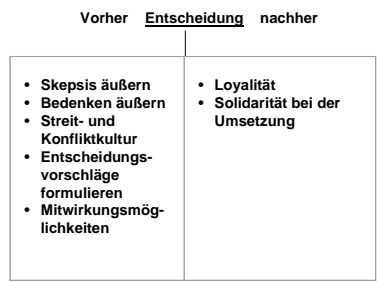 Vorher Entscheidung nachher
• Skepsis äußern
• Bedenken äußern
• Streit- und
Konfliktkultur
• Entscheidungs-
vorschläge
formulieren
• Mitwirkungsmög-
lichkeiten
• Loyalität
• Solidarität bei der
Umsetzung